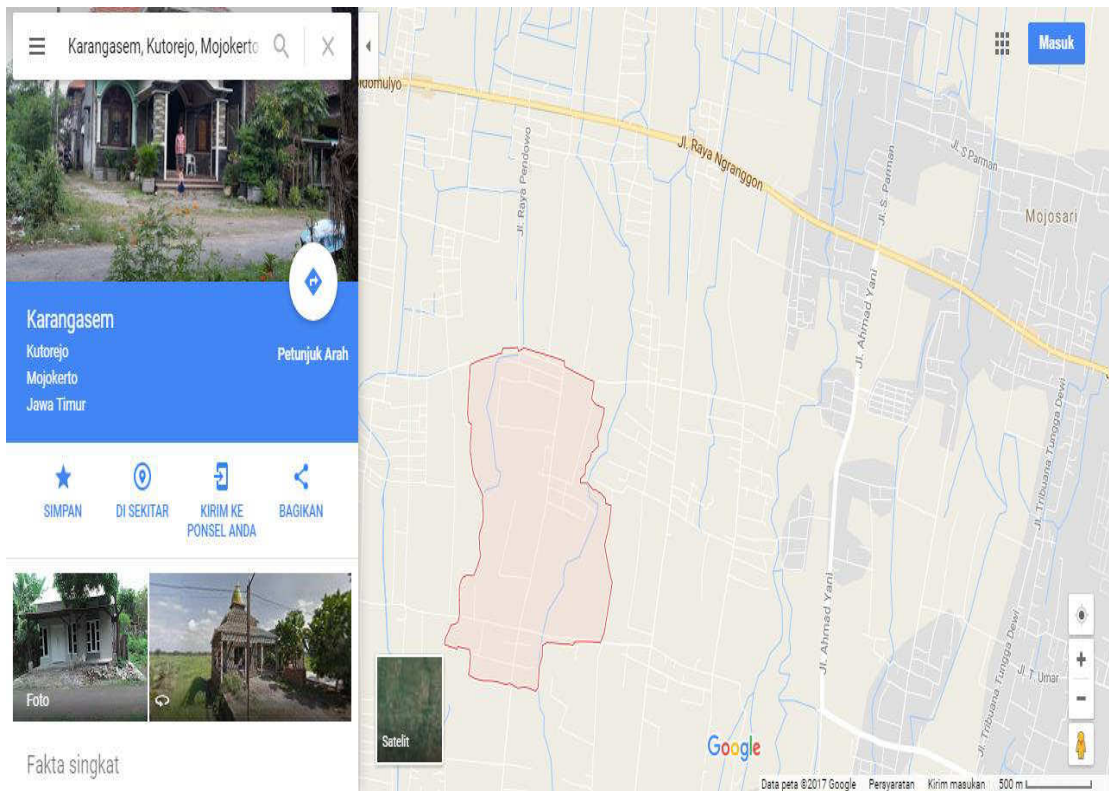 Karangasem, Kutorejo, Mojokerto
Karangasem
Kutorejo
Mojokerto
Jawa Timur
Petunjuk Arah
SIMPAN
DI SEKITAR
KIRIM KE
PONSEL ANDA
BAGIKAN
Foto
Fakta singkat
Masuk
domulyo
Jl. Raya Ngranggon
Jl. Raya Pendowo
Jl. S. Parman
Jl. S Parman
Mojosari
Jl. Ahmad Yani
Jl. Tribuana Tungga Dewi
Jl. Ahmad Yani
Jl. T. Umar
Jl. Tribuana Tungga Dewi
Satelit
Google
Data peta ©2017 Google Persyaratan Kirim masukan 500 m